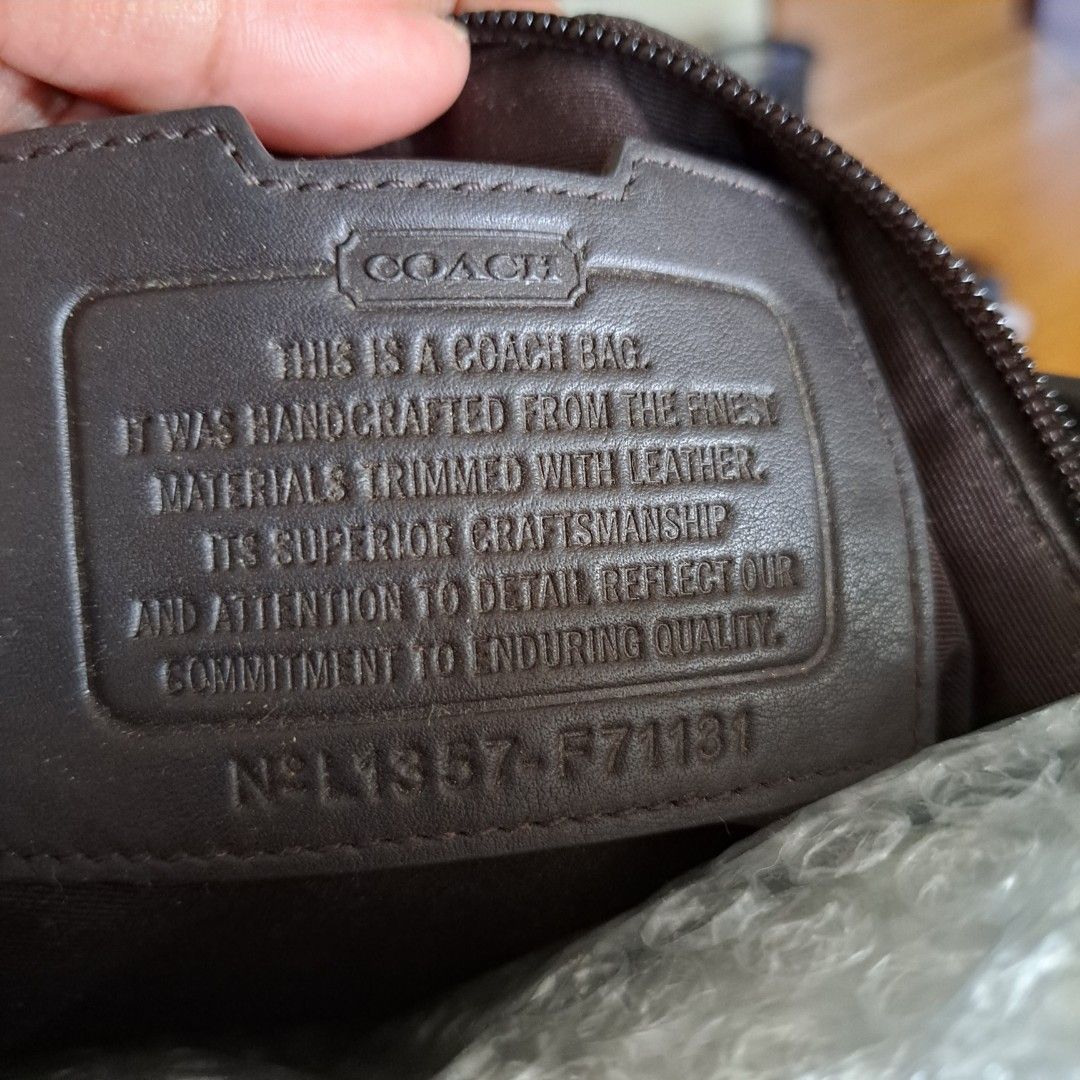 COACH
THIS IS A COACH BAG.
IT WAS HANDCRAFTED FROM THE FINEST
MATERIALS TRIMMED WITH LEATHER.
ITS SUPERIOR CRAFTSMANSHIP
AND ATTENTION TO DETAIL REFLECT OUR
COMMITMENT TO ENDURING QUALITY.
Nº L1357-F71131